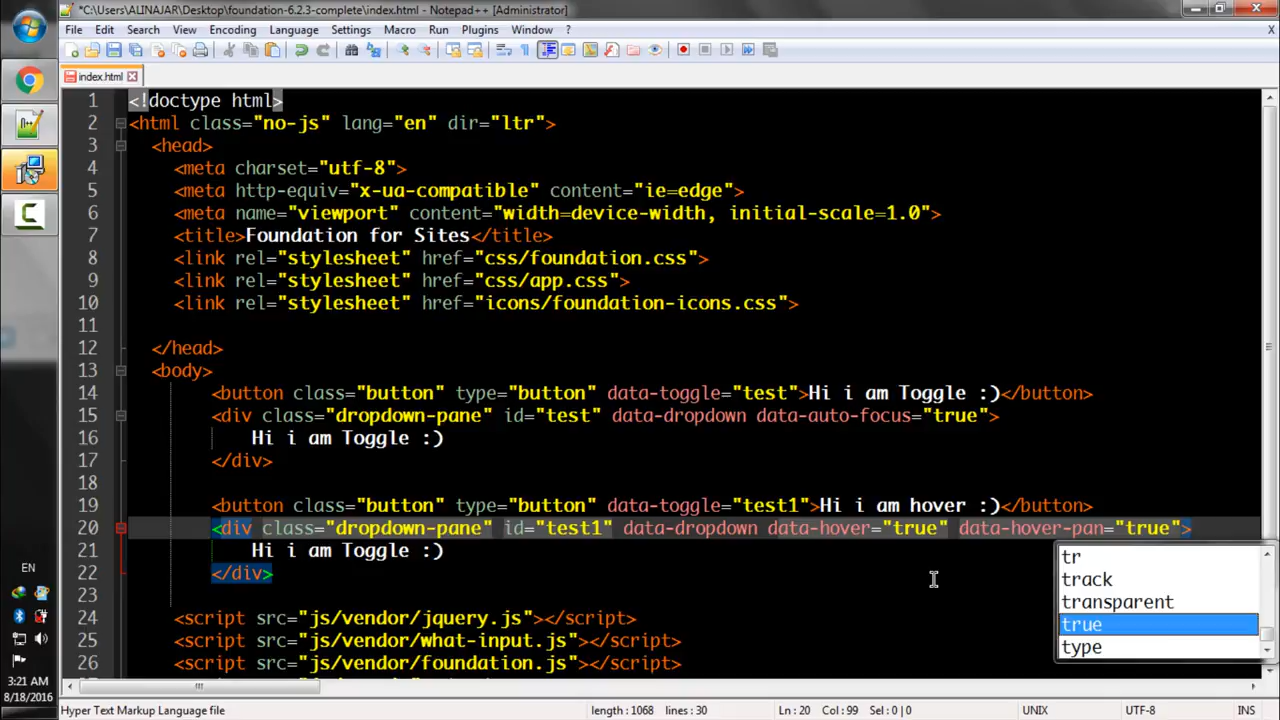 *C:\Users\ALINAJAR\Desktop\foundation-6.2.3-complete\index.html - Notepad++ [Administrator]
File Edit Search View Encoding Language Settings Macro Run Plugins Window ? X
index.html
1 <!doctype html>
2 <html class="no-js" lang="en" dir="ltr">
3 <head>
4 <meta charset="utf-8">
5 <meta http-equiv="x-ua-compatible" content="ie=edge">
6 <meta name="viewport" content="width=device-width, initial-scale=1.0">
7 <title>Foundation for Sites</title>
8 <link rel="stylesheet" href="css/foundation.css">
9 <link rel="stylesheet" href="css/app.css">
10 <link rel="stylesheet" href="icons/foundation-icons.css">
11
12 </head>
13 <body>
14 <button class="button" type="button" data-toggle="test">Hi i am Toggle :)</button>
15 <div class="dropdown-pane" id="test" data-dropdown data-auto-focus="true">
16 Hi i am Toggle :)
17 </div>
18
19 <button class="button" type="button" data-toggle="test1">Hi i am hover :)</button>
20 <div class="dropdown-pane" id="test1" data-dropdown data-hover="true" data-hover-pan="true">
21 Hi i am Toggle :)
22 </div>
23
24 <script src="js/vendor/jquery.js"></script>
25 <script src="js/vendor/what-input.js"></script>
26 <script src="js/vendor/foundation.js"></script>
tr
track
transparent
true
type
EN
3:21 AM
8/18/2016
Hyper Text Markup Language file length : 1068 lines : 30 Ln : 20 Col : 99 Sel : 0 | 0 UNIX UTF-8 INS